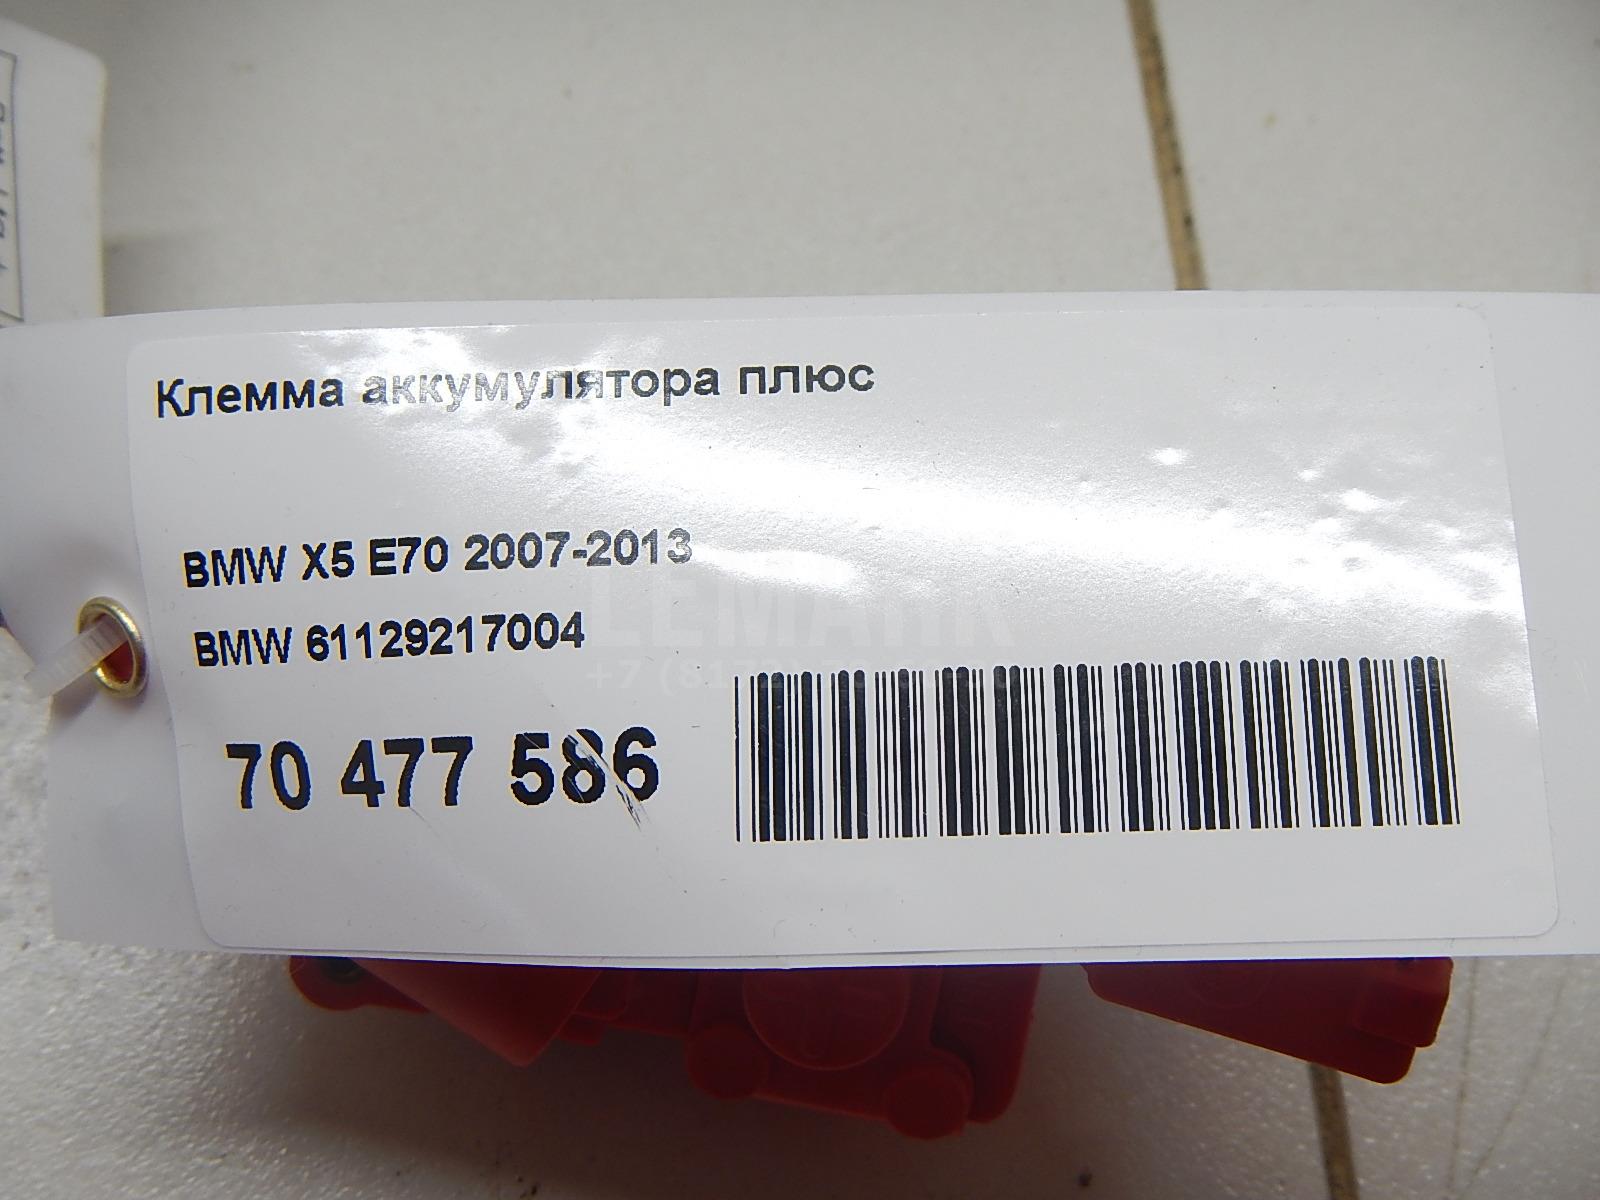 Клемма аккумулятора плюс
BMW X5 E70 2007-2013
BMW 61129217004
70 477 586